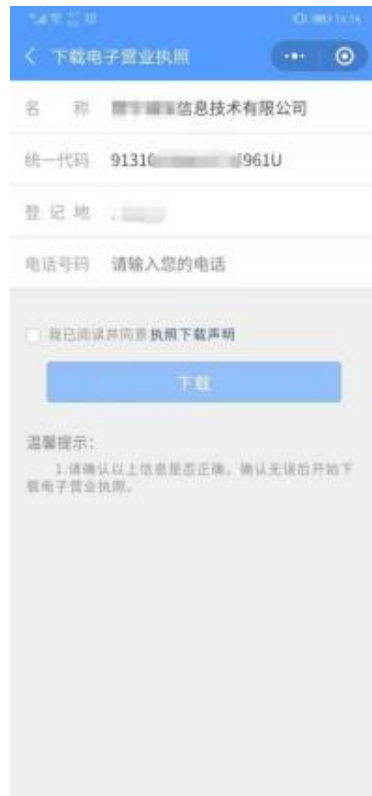 下载电子营业执照
名 称 信息技术有限公司
统一代码 91310 961U
登 记 地
电话号码 请输入您的电话
我已阅读并同意执照下载声明
下载
温馨提示:
1.请确认以上信息是否正确，确认无误后开始下
载电子营业执照。